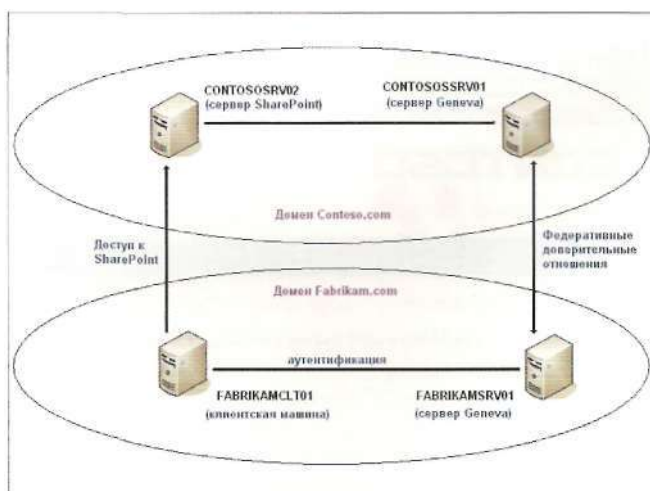 CONTOSOSRV02
(сервер SharePoint)
CONTOSOSSRV01
(сервер Geneva)
Домен Contoso.com
Доступ к
SharePoint
Федеративные
доверительные
отношения
Домен Fabrikam.com
аутентификация
FABRIKAMCLT01
(клиентская машина)
FABRIKAMSRV01
(сервер Geneva)